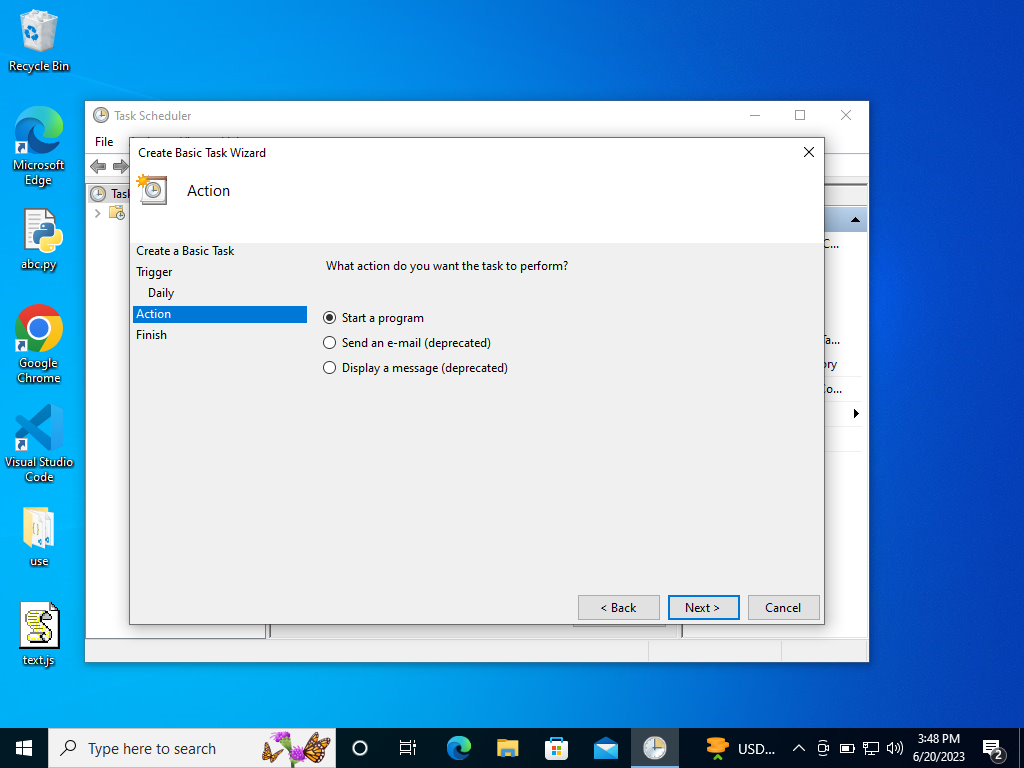 Recycle Bin
Microsoft
Edge
abc.py
Google
Chrome
Visual Studio
Code
use
text.js
Task Scheduler
File
Task
Create Basic Task Wizard
Action
Create a Basic Task
Trigger
Daily
Action
Finish
What action do you want the task to perform?
Start a program
Send an e-mail (deprecated)
Display a message (deprecated)
< Back
Next >
Cancel
Type here to search
USD...
3:48 PM
6/20/2023
2